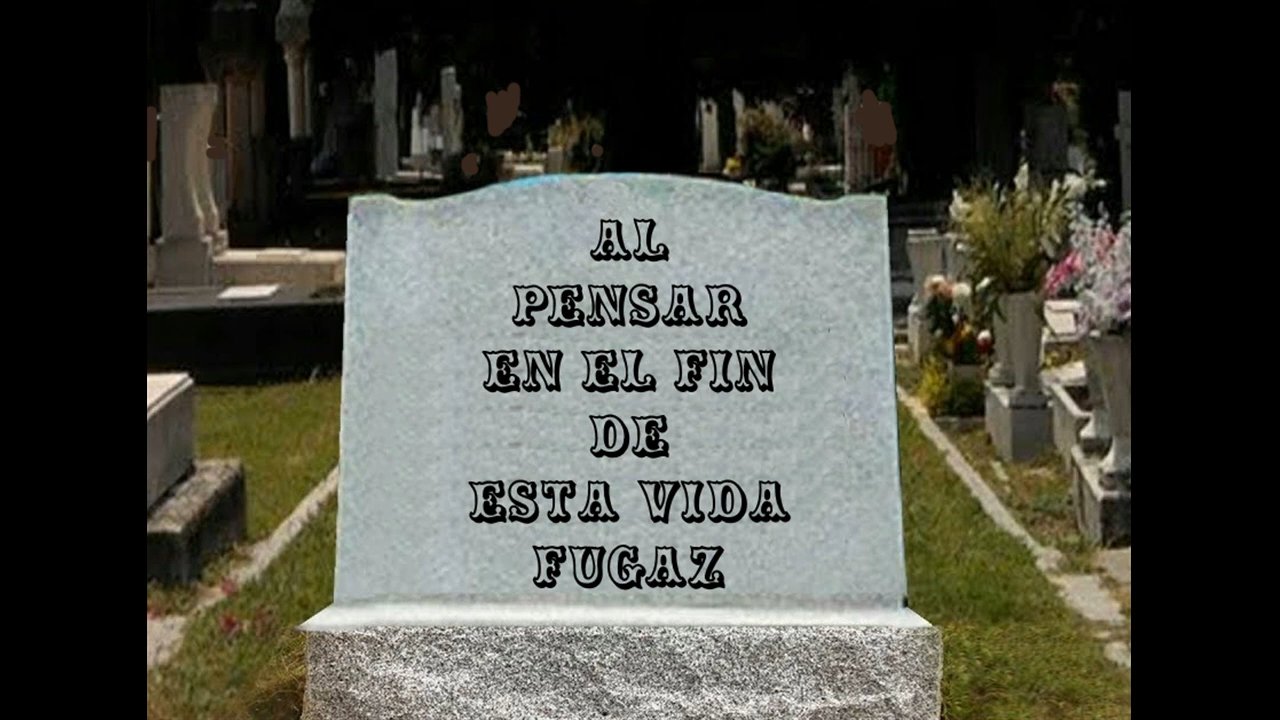 AL
PENSAR
EN EL FIN
DE
ESTA VIDA
FUGAZ